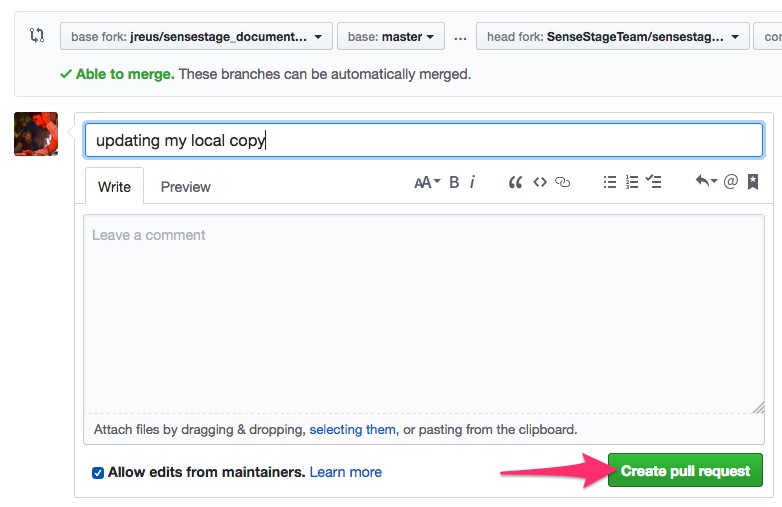 base fork: jreus/sensestage_document... base: master ... head fork: SenseStageTeam/sensestag... com
Able to merge. These branches can be automatically merged.
updating my local copy
Write Preview AA B i @
Leave a comment
Attach files by dragging & dropping, selecting them, or pasting from the clipboard.
Allow edits from maintainers. Learn more Create pull request